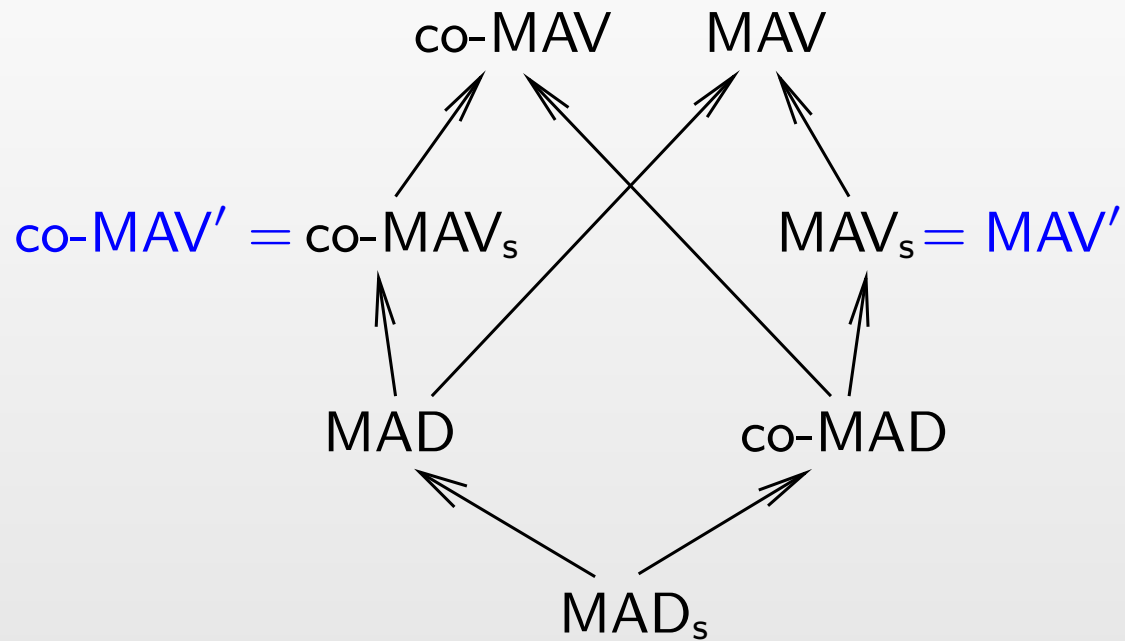 co-MAV MAV
co-MAV′ = co-MAVₛ MAVₛ = MAV′
MAD co-MAD
MADₛ